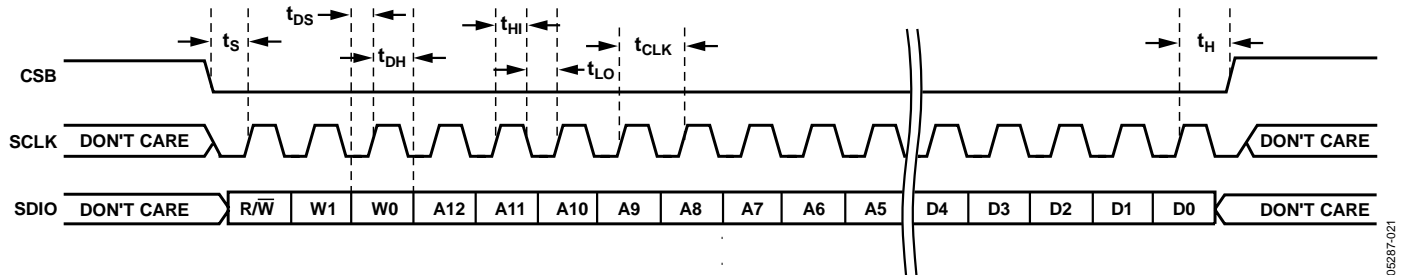 tDS
tHI
tS
tCLK
tH
tDH
tLO
CSB
SCLK DON'T CARE DON'T CARE
SDIO DON'T CARE R/W̅ W1 W0 A12 A11 A10 A9 A8 A7 A6 A5 D4 D3 D2 D1 D0 DON'T CARE
05287-021